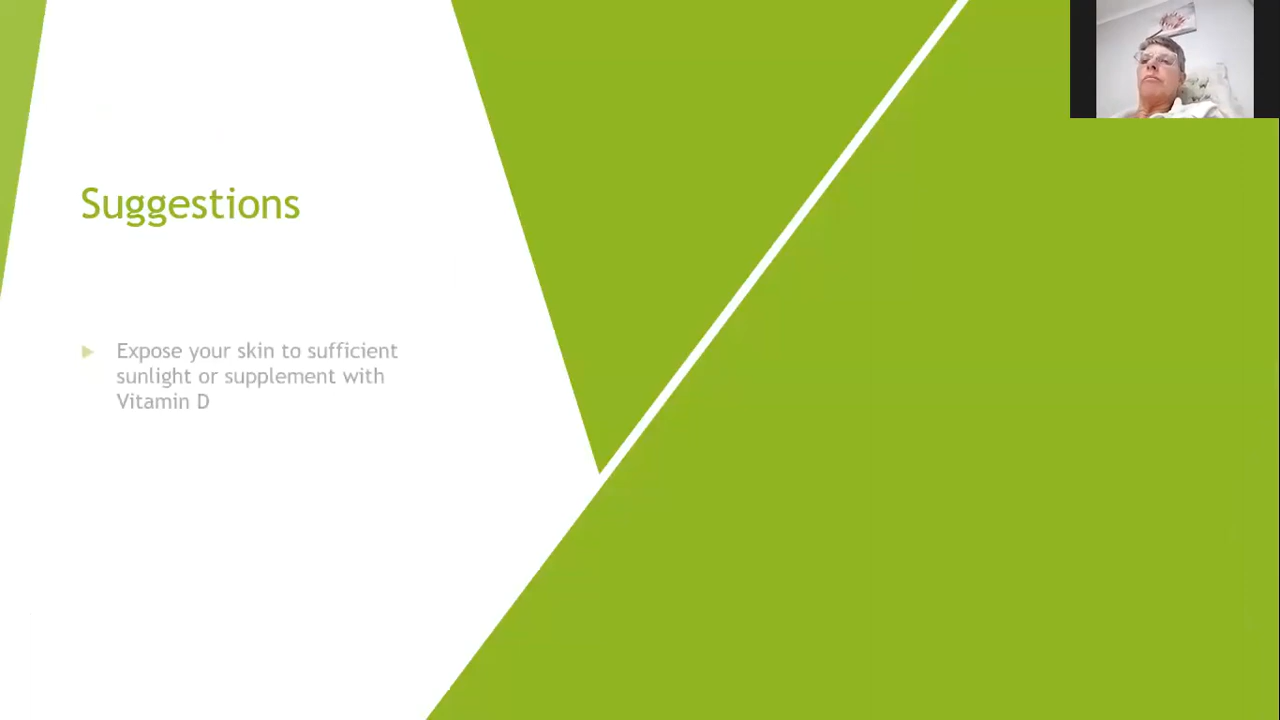 Suggestions
Expose your skin to sufficient
sunlight or supplement with
Vitamin D